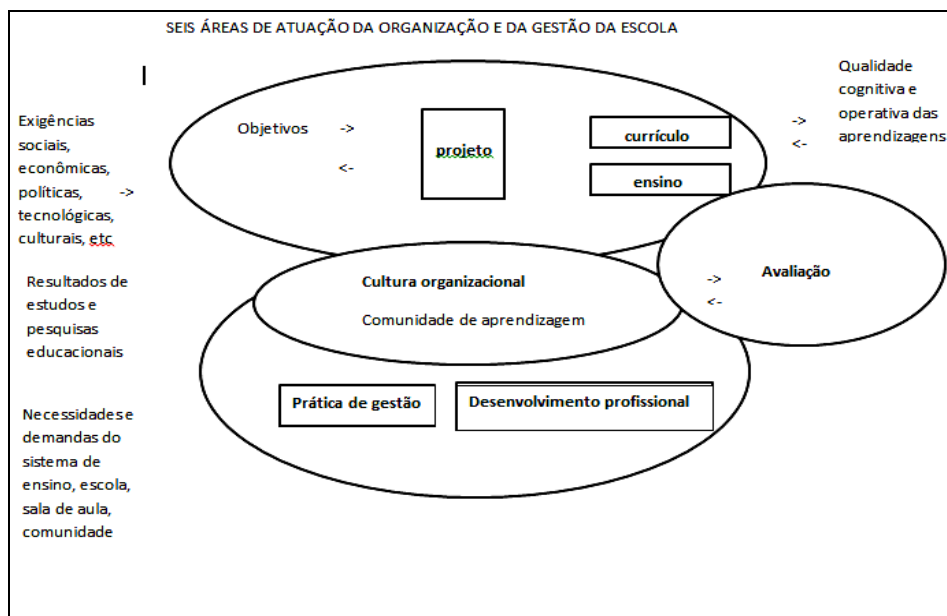 SEIS ÁREAS DE ATUAÇÃO DA ORGANIZAÇÃO E DA GESTÃO DA ESCOLA
Exigências
sociais,
econômicas,
políticas, ->
tecnológicas,
culturais, etc
Resultados de
estudos e
pesquisas
educacionais
Necessidades e
demandas do
sistema de
ensino, escola,
sala de aula,
comunidade
Objetivos ->
<-
projeto
currículo
ensino
->
<-
Qualidade
cognitiva e
operativa das
aprendizagens
Cultura organizacional
Comunidade de aprendizagem
->
<-
Avaliação
Prática de gestão
Desenvolvimento profissional